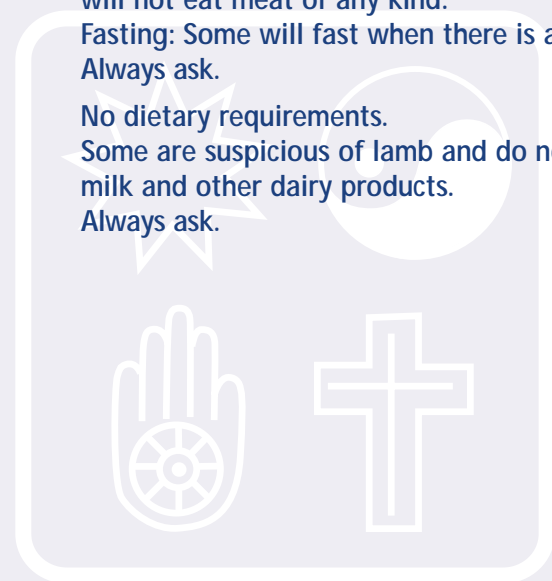 will not eat meat of any kind.
Fasting: Some will fast when there is a
Always ask.
No dietary requirements.
Some are suspicious of lamb and do
milk and other dairy products.
Always ask.